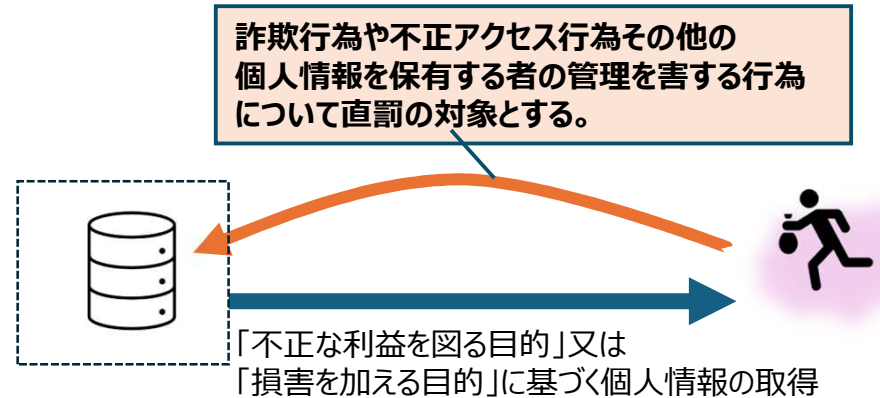 詐欺行為や不正アクセス行為その他の
個人情報を保有する者の管理を害する行為
について直罰の対象とする。
「不正な利益を図る目的」又は
「損害を加える目的」に基づく個人情報の取得